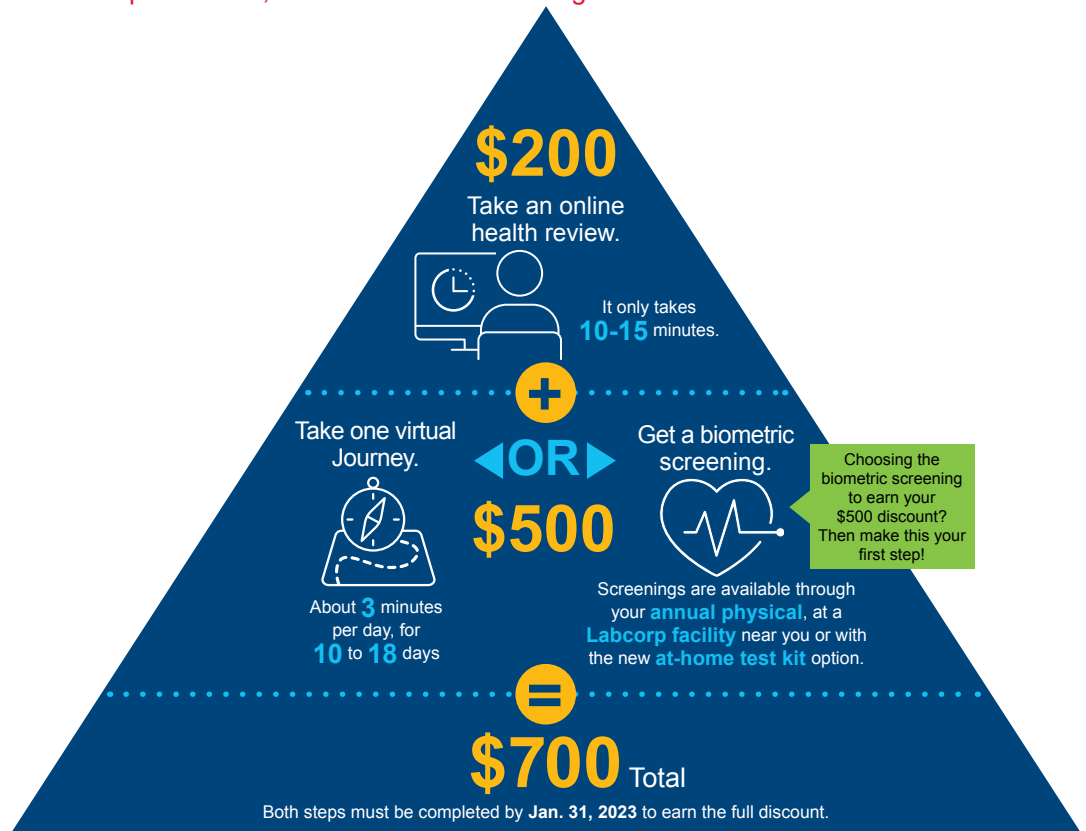 $200
Take an online
health review.
It only takes
10-15 minutes.
+
Take one virtual
Journey.
OR
$500
Get a biometric
screening.
Choosing the
biometric screening
to earn your
$500 discount?
Then make this your
first step!
About 3 minutes
per day, for
10 to 18 days
Screenings are available through
your annual physical, at a
Labcorp facility near you or with
the new at-home test kit option.
=
$700 Total
Both steps must be completed by Jan. 31, 2023 to earn the full discount.